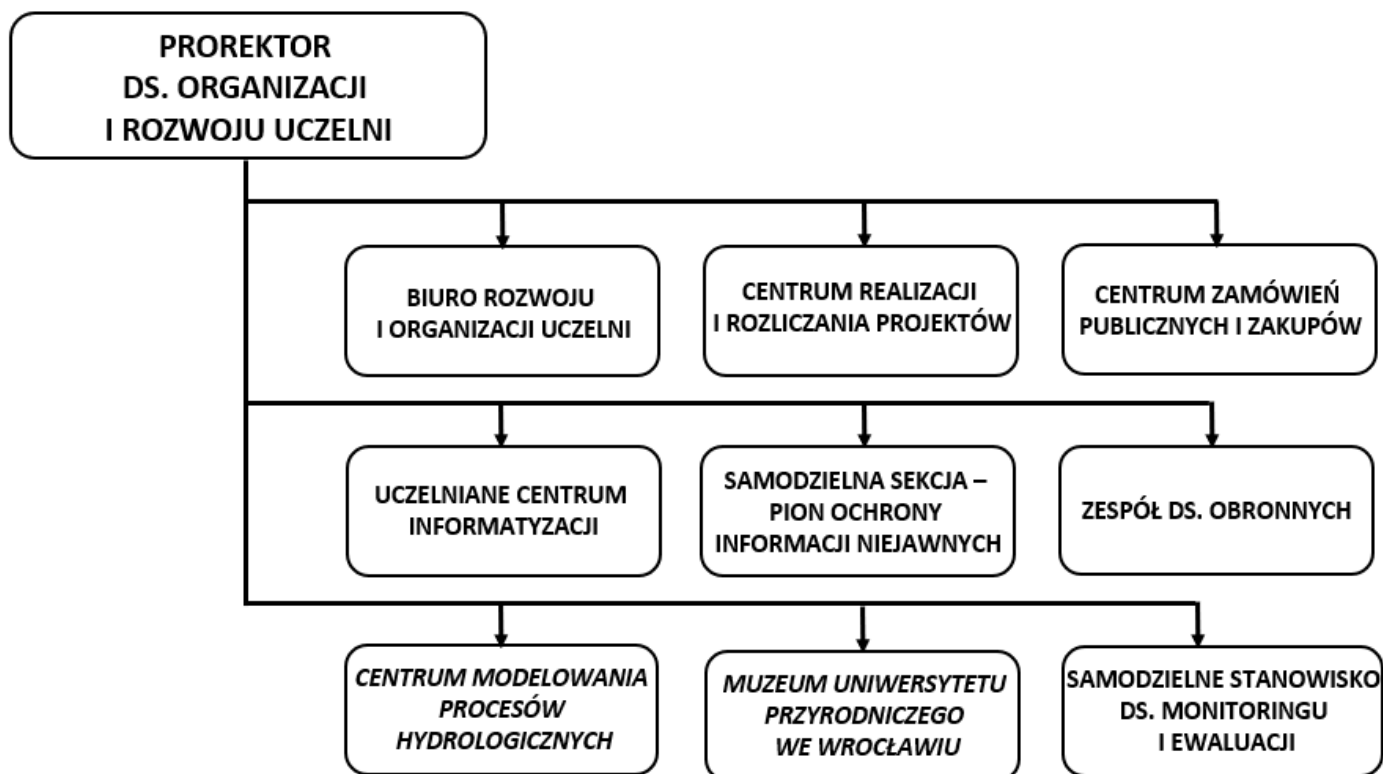 PROREKTOR
DS. ORGANIZACJI
I ROZWOJU UCZELNI
BIURO ROZWOJU
I ORGANIZACJI UCZELNI
CENTRUM REALIZACJI
I ROZLICZANIA PROJEKTÓW
CENTRUM ZAMÓWIEŃ
PUBLICZNYCH I ZAKUPÓW
UCZELNIANE CENTRUM
INFORMATYZACJI
SAMODZIELNA SEKCJA –
PION OCHRONY
INFORMACJI NIEJAWNYCH
ZESPÓŁ DS. OBRONNYCH
CENTRUM MODELOWANIA
PROCESÓW
HYDROLOGICZNYCH
MUZEUM UNIWERSYTETU
PRZYRODNICZEGO
WE WROCŁAWIU
SAMODZIELNE STANOWISKO
DS. MONITORINGU
I EWALUACJI